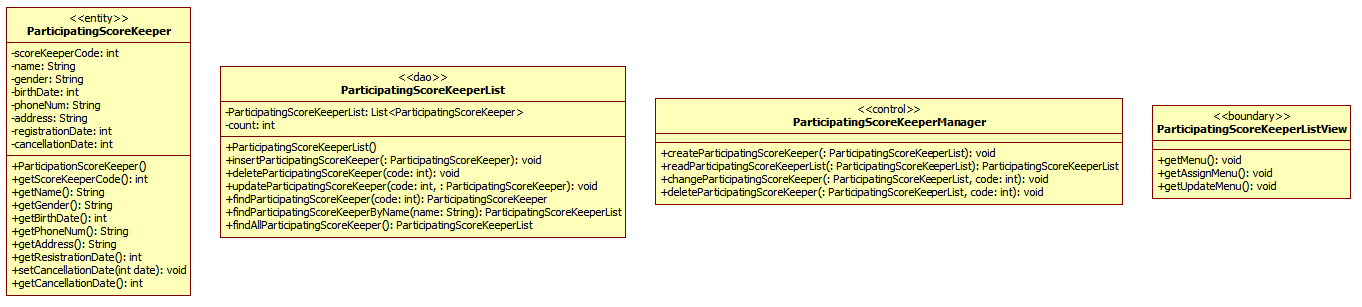 <<entity>>
ParticipatingScoreKeeper
-scoreKeeperCode: int
-name: String
-gender: String
-birthDate: int
-phoneNum: String
-address: String
-registrationDate: int
-cancellationDate: int
+ParticipationScoreKeeper()
+getScoreKeeperCode(): int
+getName(): String
+getGender(): String
+getBirthDate(): int
+getPhoneNum(): String
+getAddress(): String
+getResistrationDate(): int
+setCancellationDate(int date): void
+getCancellationDate(): int
<<dao>>
ParticipatingScoreKeeperList
-ParticipatingScoreKeeperList: List<ParticipatingScoreKeeper>
-count: int
+ParticipatingScoreKeeperList()
+insertParticipatingScoreKeeper(: ParticipatingScoreKeeper): void
+deleteParticipatingScoreKeeper(code: int): void
+updateParticipatingScoreKeeper(code: int, : ParticipatingScoreKeeper): void
+findParticipatingScoreKeeper(code: int): ParticipatingScoreKeeper
+findParticipatingScoreKeeperByName(name: String): ParticipatingScoreKeeperList
+findAllParticipatingScoreKeeper(): ParticipatingScoreKeeperList
<<control>>
ParticipatingScoreKeeperManager
+createParticipatingScoreKeeper(: ParticipatingScoreKeeperList): void
+readParticipatingScoreKeeperList(: ParticipatingScoreKeeperList): ParticipatingScoreKeeperList
+changeParticipatingScoreKeeper(: ParticipatingScoreKeeperList, code: int): void
+deleteParticipatingScoreKeeper(: ParticipatingScoreKeeperList, code: int): void
<<boundary>>
ParticipatingScoreKeeperListView
+getMenu(): void
+getAssignMenu(): void
+getUpdateMenu(): void